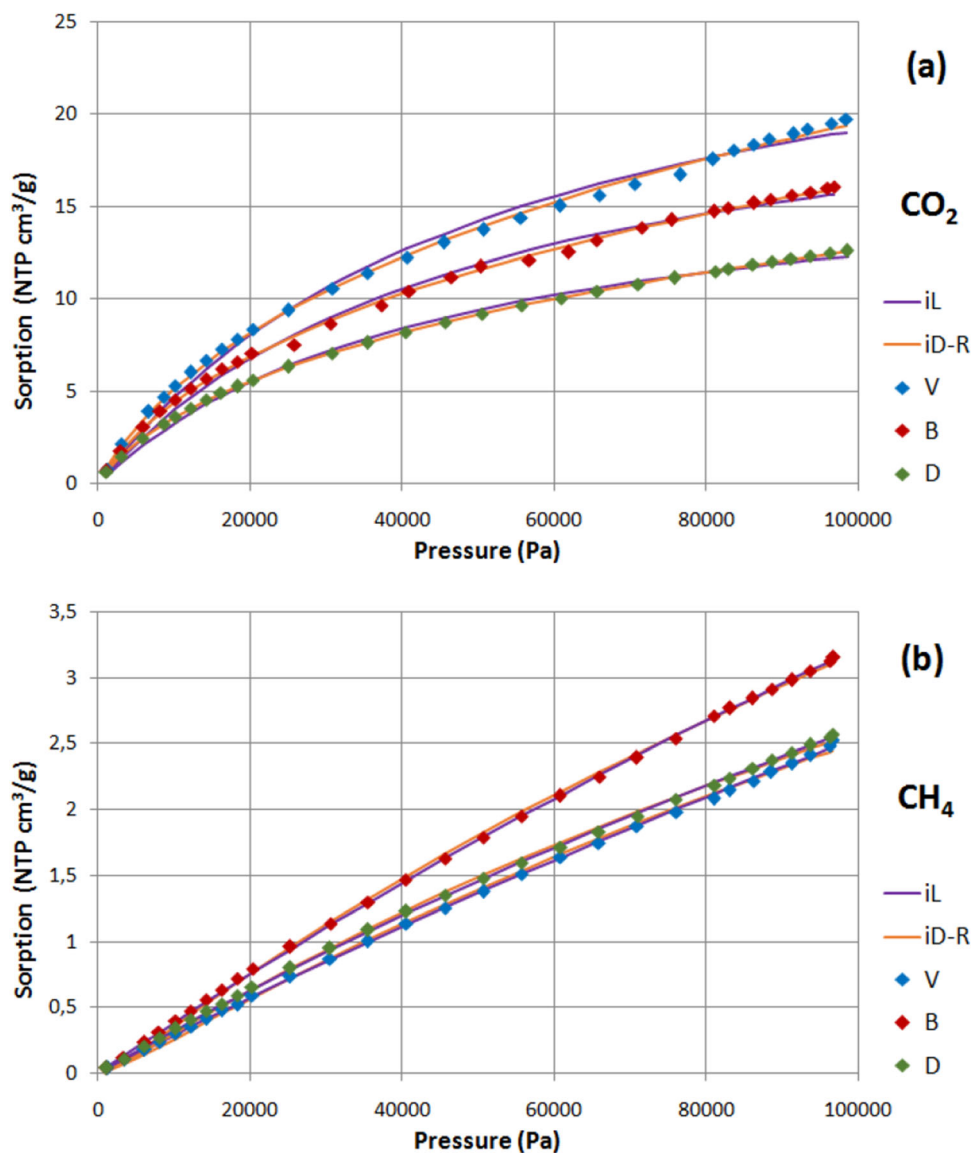 25
20
15
10
5
0
Sorption (NTP cm³/g)
0 20000 40000 60000 80000 100000
Pressure (Pa)
(a)
CO₂
iL
iD-R
V
B
D
3,5
3
2,5
2
1,5
1
0,5
0
Sorption (NTP cm³/g)
0 20000 40000 60000 80000 100000
Pressure (Pa)
(b)
CH₄
iL
iD-R
V
B
D